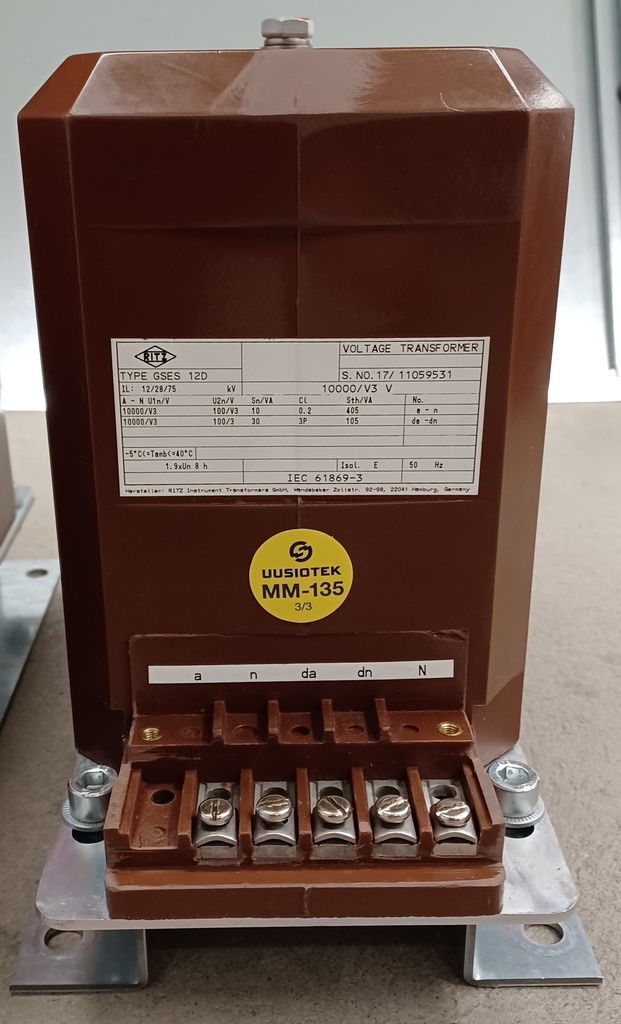 RITZ
VOLTAGE TRANSFORMER
TYPE GSES 12D
S. NO. 17/ 11059531
IL: 12/28/75 kV
10000/V3 V
A - N U1n/V U2n/V Sn/VA CL Sth/VA No.
10000/V3 100/V3 10 0.2 405 a - n
10000/V3 100/3 30 3P 105 da -dn
-5°C<=Tamb<=40°C
1.9xUn 8 h Isol. E 50 Hz
IEC 61869-3
Hersteller: RITZ Instrument Transformers GmbH, Wandsbeker Zollstr. 92-98, 22041 Hamburg, Germany
UUSIOTEK
MM-135
3/3
a n da dn N